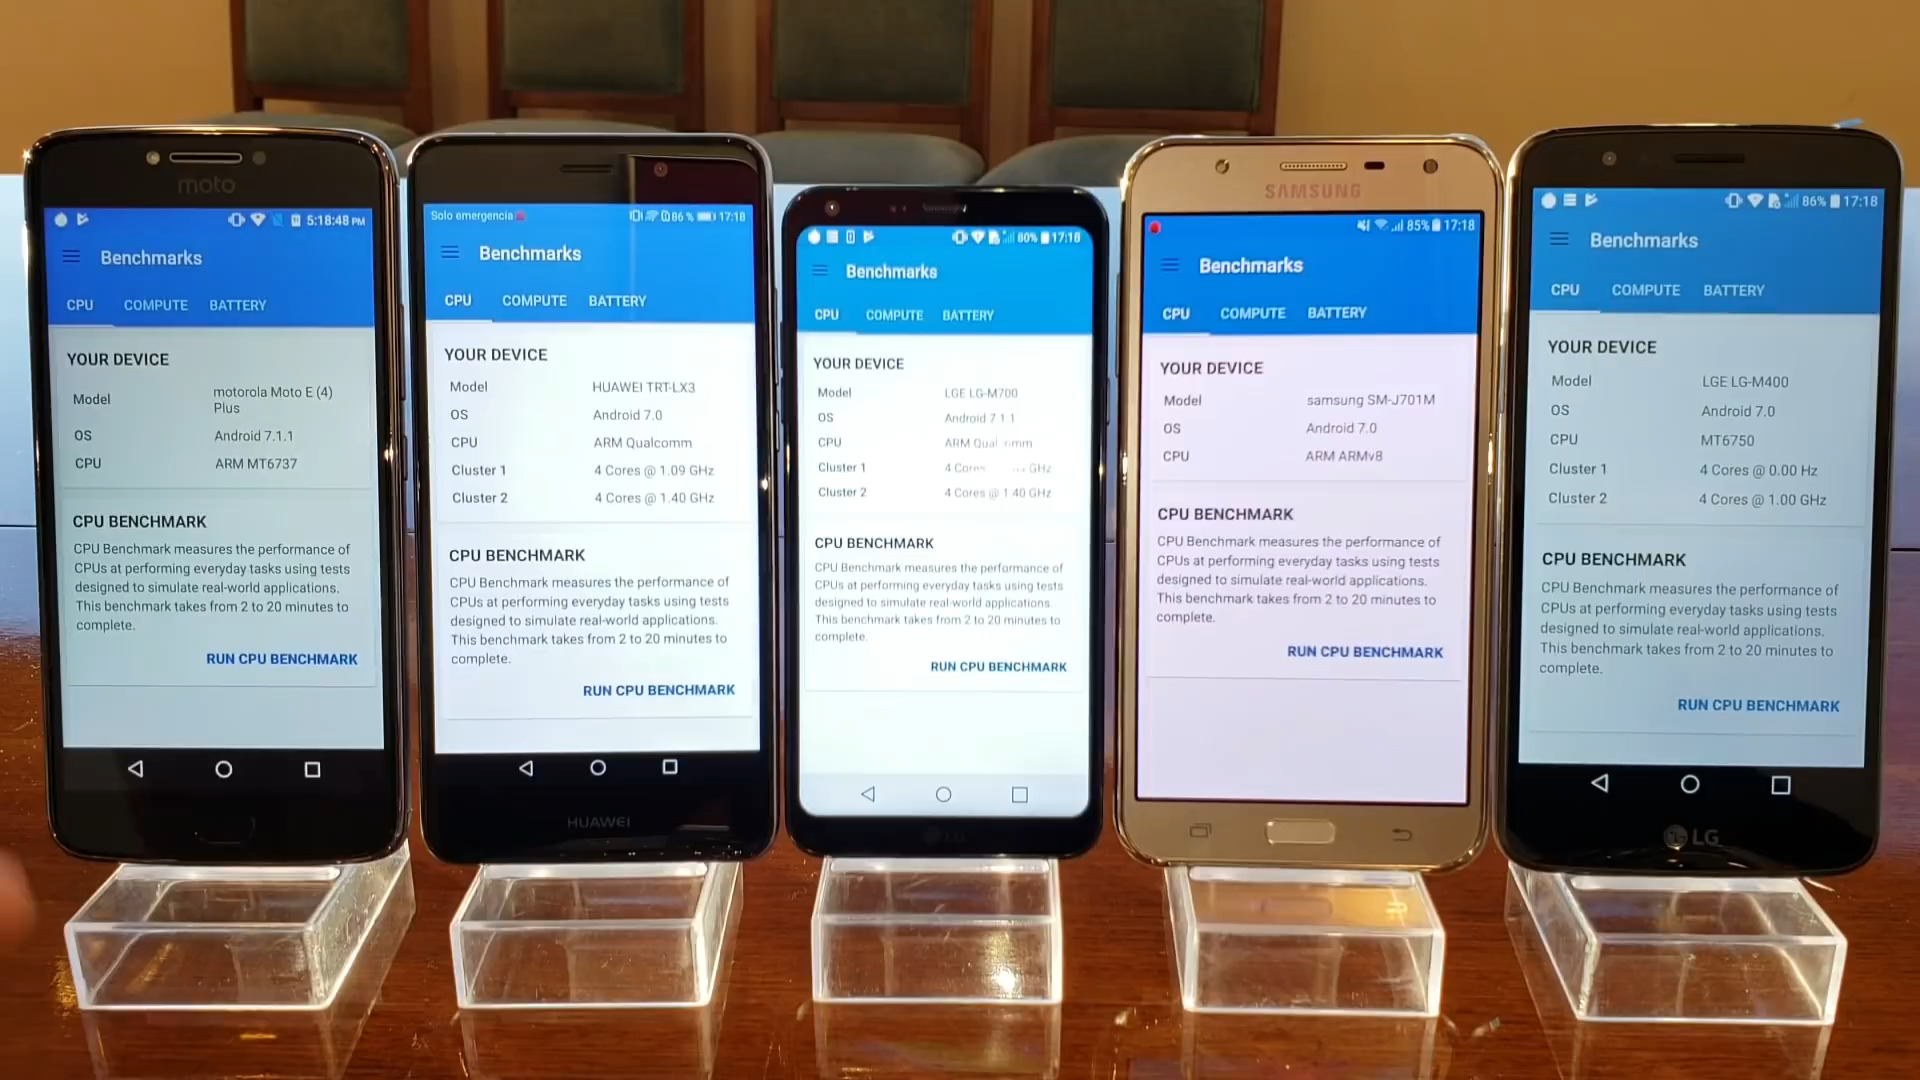 moto
5:18:48 PM
Benchmarks
CPU COMPUTE BATTERY
YOUR DEVICE
Model motorola Moto E (4)
Plus
OS Android 7.1.1
CPU ARM MT6737
CPU BENCHMARK
CPU Benchmark measures the performance of
CPUs at performing everyday tasks using tests
designed to simulate real-world applications.
This benchmark takes from 2 to 20 minutes to
complete.
RUN CPU BENCHMARK
Solo emergencia 86 % 17:18
Benchmarks
CPU COMPUTE BATTERY
YOUR DEVICE
Model HUAWEI TRT-LX3
OS Android 7.0
CPU ARM Qualcomm
Cluster 1 4 Cores @ 1.09 GHz
Cluster 2 4 Cores @ 1.40 GHz
CPU BENCHMARK
CPU Benchmark measures the performance of
CPUs at performing everyday tasks using tests
designed to simulate real-world applications.
This benchmark takes from 2 to 20 minutes to
complete.
RUN CPU BENCHMARK
HUAWEI
80% 17:18
Benchmarks
CPU COMPUTE BATTERY
YOUR DEVICE
Model LGE LG-M700
OS Android 7.1.1
CPU ARM
Cluster 1 4 Cores GHz
Cluster 2 4 Cores @ 1.40 GHz
CPU BENCHMARK
CPU Benchmark measures the performance of
CPUs at performing everyday tasks using tests
designed to simulate real-world applications.
This benchmark takes from 2 to 20 minutes to
complete.
RUN CPU BENCHMARK
LG
SAMSUNG
85% 17:18
Benchmarks
CPU COMPUTE BATTERY
YOUR DEVICE
Model samsung SM-J701M
OS Android 7.0
CPU ARM ARMv8
CPU BENCHMARK
CPU Benchmark measures the performance of
CPUs at performing everyday tasks using tests
designed to simulate real-world applications.
This benchmark takes from 2 to 20 minutes to
complete.
RUN CPU BENCHMARK
86% 17:18
Benchmarks
CPU COMPUTE BATTERY
YOUR DEVICE
Model LGE LG-M400
OS Android 7.0
CPU MT6750
Cluster 1 4 Cores @ 0.00 Hz
Cluster 2 4 Cores @ 1.00 GHz
CPU BENCHMARK
CPU Benchmark measures the performance of
CPUs at performing everyday tasks using tests
designed to simulate real-world applications.
This benchmark takes from 2 to 20 minutes to
complete.
RUN CPU BENCHMARK
LG